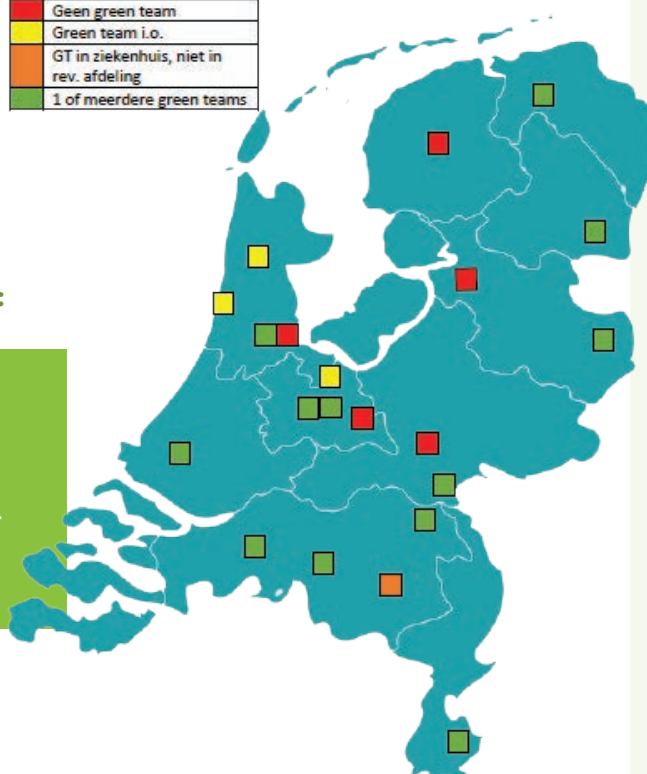 Geen green team
Green team i.o.
GT in ziekenhuis, niet in
rev. afdeling
1 of meerdere green teams
: